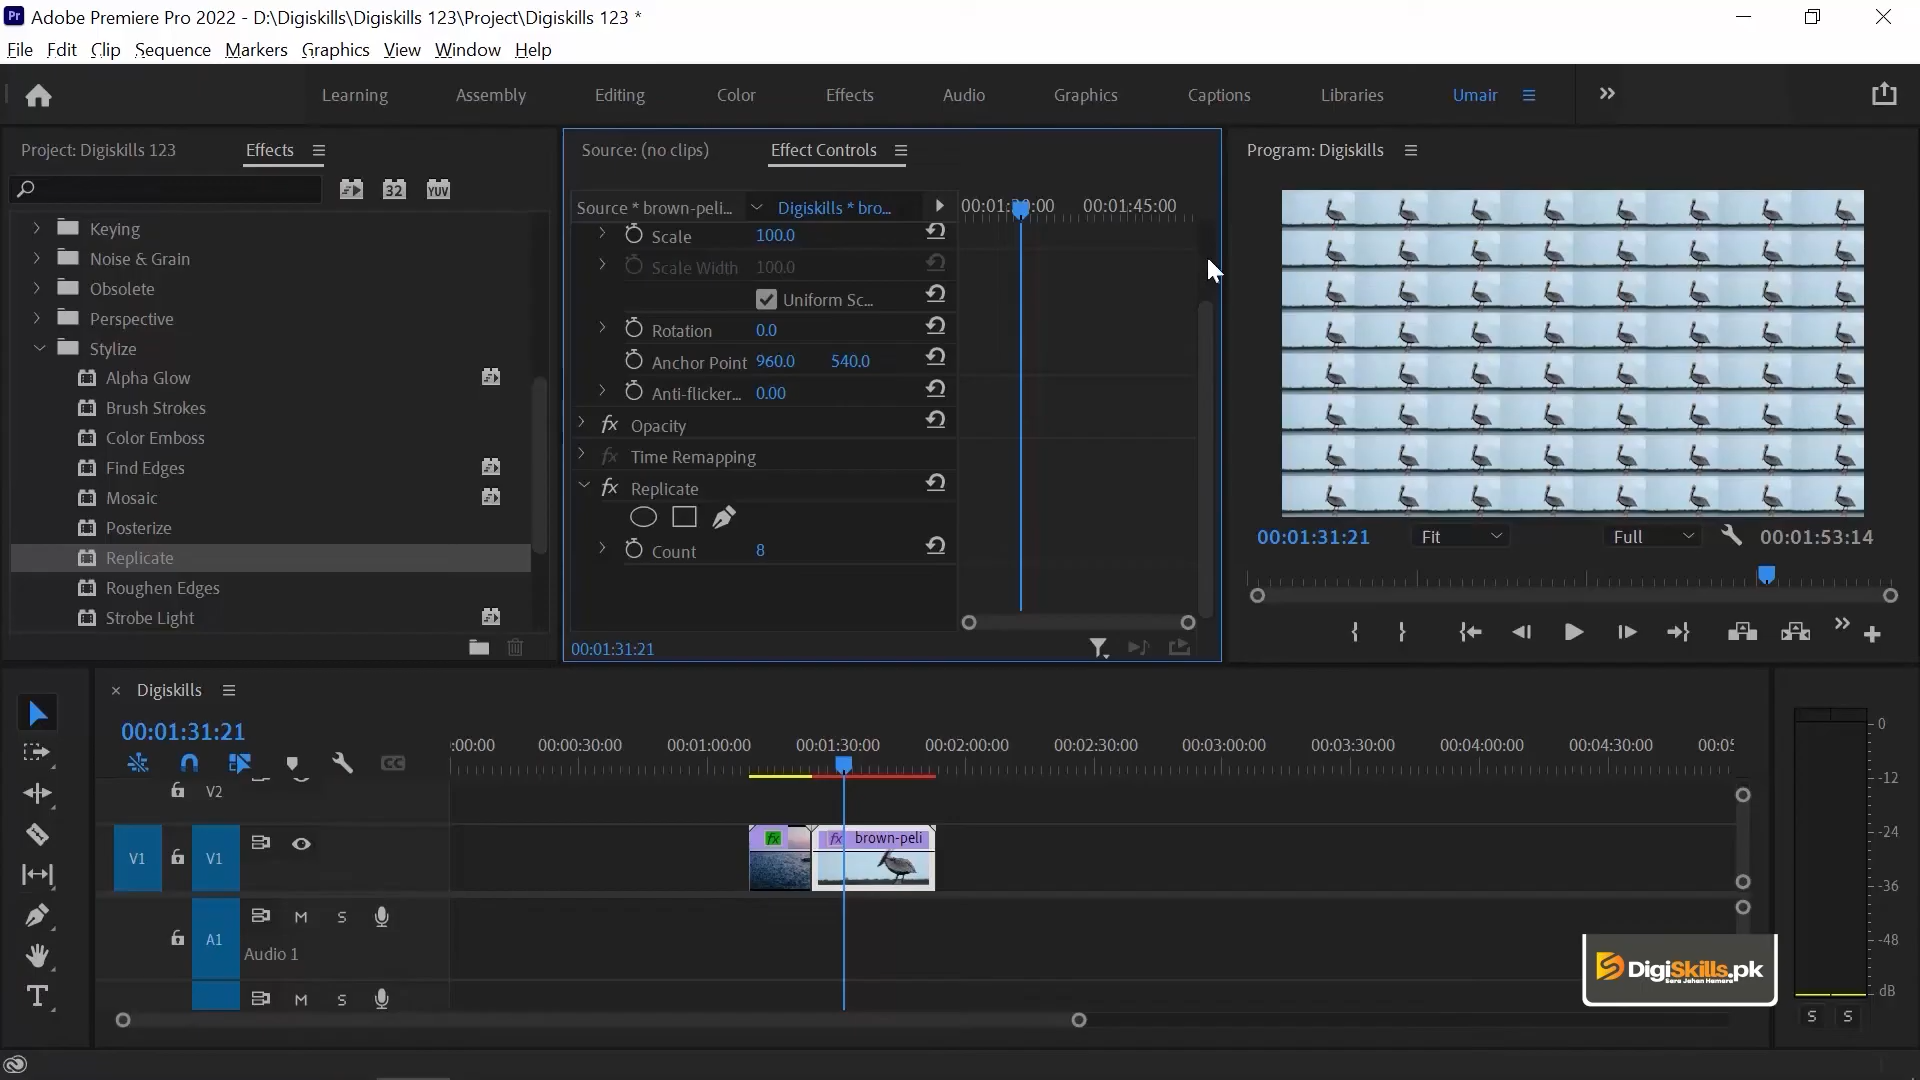 Adobe Premiere Pro 2022 - D:\Digiskills\Digiskills 123\Project\Digiskills 123 *
File Edit Clip Sequence Markers Graphics View Window Help
Learning Assembly Editing Color Effects Audio Graphics Captions Libraries Umair
Project: Digiskills 123 Effects
Source: (no clips) Effect Controls
Program: Digiskills
32 YUV
Source * brown-peli... Digiskills * bro... 00:01:45:00
Keying
Noise & Grain
Obsolete
Perspective
Stylize
Alpha Glow
Brush Strokes
Color Emboss
Find Edges
Mosaic
Posterize
Replicate
Roughen Edges
Strobe Light
Scale 100.0
Scale Width 100.0
Uniform Sc...
Rotation 0.0
Anchor Point 960.0 540.0
Anti-flicker... 0.00
fx Opacity
fx Time Remapping
fx Replicate
Count 8
00:01:31:21
00:01:31:21 Fit Full 00:01:53:14
Digiskills
00:01:31:21
:00:00 00:00:30:00 00:01:00:00 00:01:30:00 00:02:00:00 00:02:30:00 00:03:00:00 00:03:30:00 00:04:00:00 00:04:30:00
CC
V2
V1 V1
fx fx brown-peli
A1 M S
Audio 1
M S
0
-12
-24
-36
-48
dB
S S
DigiSkills.pk
Sara Jahan Hamara